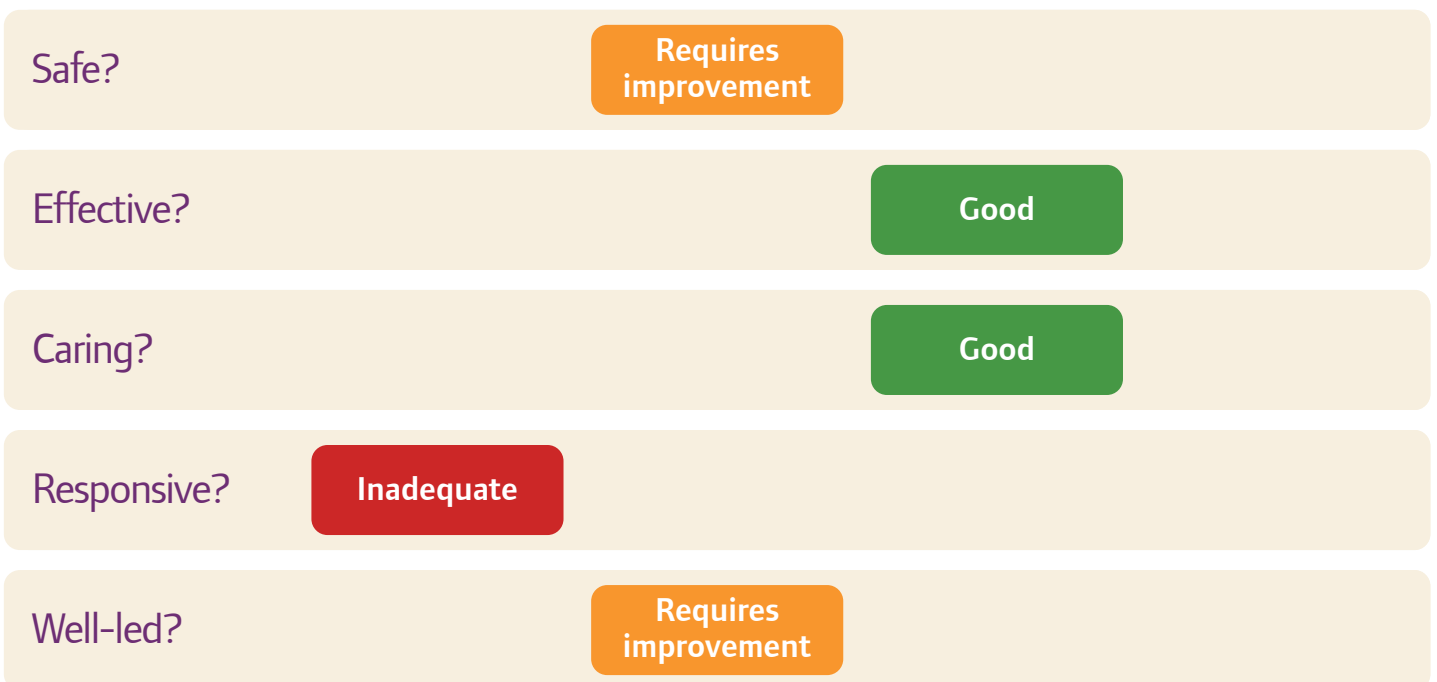 Safe?
Requires
improvement
Effective?
Good
Caring?
Good
Responsive?
Inadequate
Well-led?
Requires
improvement